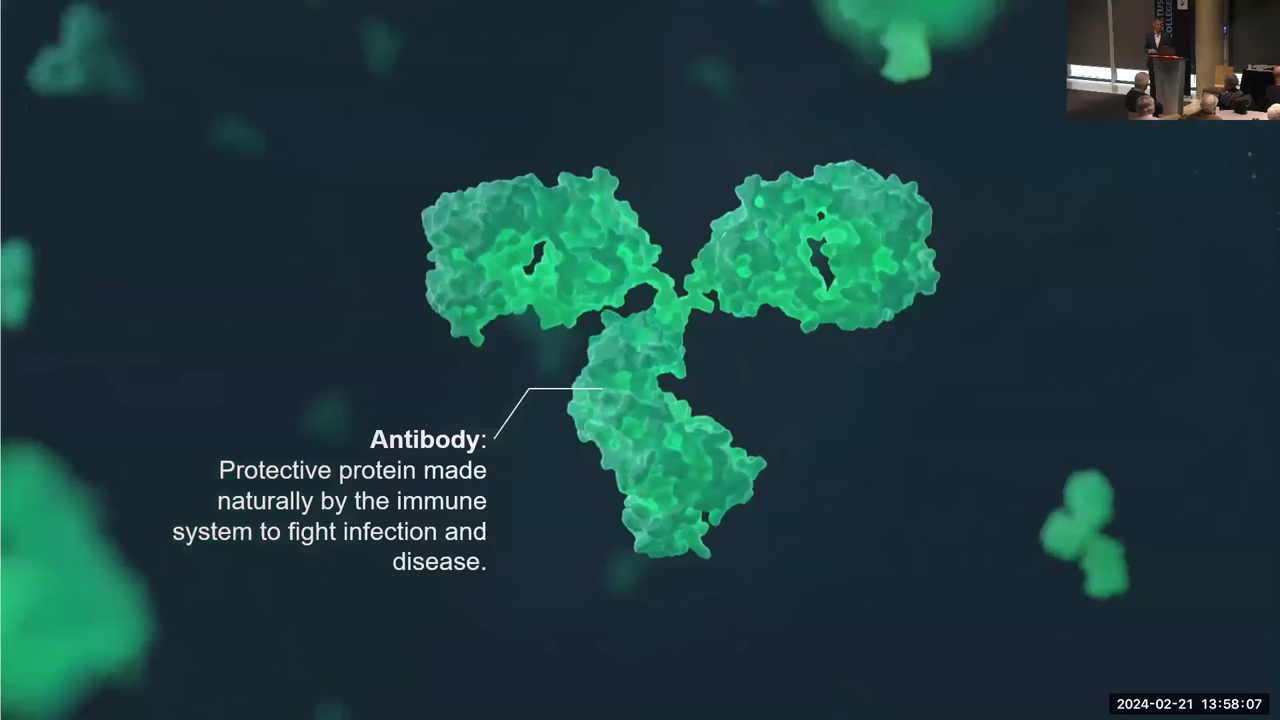 COLLEGE
Antibody:
Protective protein made
naturally by the immune
system to fight infection and
disease.
2024-02-21 13:58:07